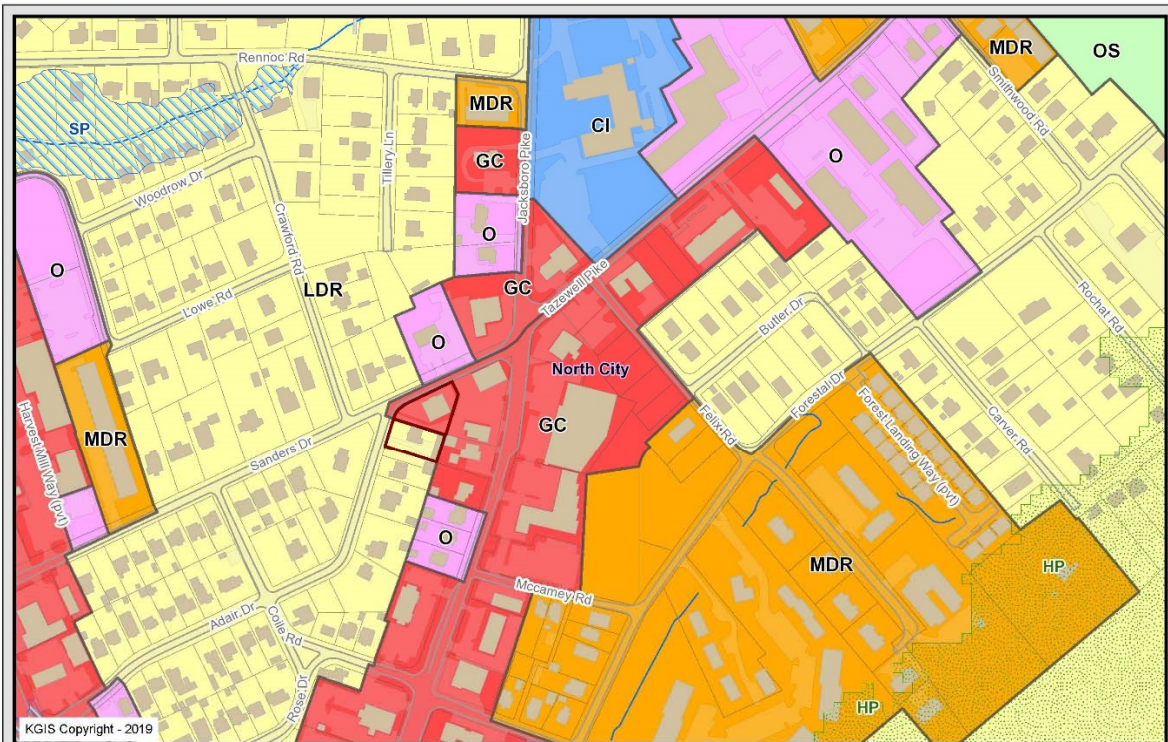 Rennoc Rd
MDR
Smithwood Rd
OS
SP
Tillery Ln
MDR
CI
Jacksboro Pike
GC
O
Woodrow Dr
Crawford Rd
O
O
Lowe Rd
LDR
GC
Tazewell Pike
Butler Dr
Rochat Rd
O
North City
Forestal Dr
MDR
Harvest Mill Way (pvt)
Sanders Dr
GC
Felix Rd
Forest Landing Way (pvt)
Carver Rd
O
Mccamey Rd
MDR
HP
Adair Dr
Coile Rd
Rose Dr
HP
KGIS Copyright - 2019